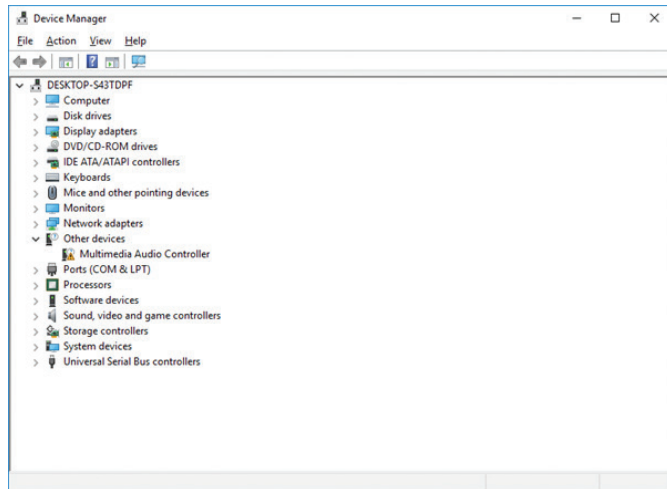 Device Manager
File Action View Help
DESKTOP-S43TDPF
Computer
Disk drives
Display adapters
DVD/CD-ROM drives
IDE ATA/ATAPI controllers
Keyboards
Mice and other pointing devices
Monitors
Network adapters
Other devices
Multimedia Audio Controller
Ports (COM & LPT)
Processors
Software devices
Sound, video and game controllers
Storage controllers
System devices
Universal Serial Bus controllers